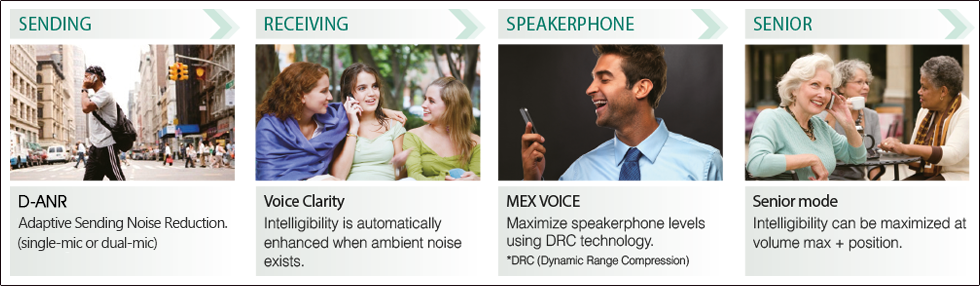 SENDING
RECEIVING
SPEAKERPHONE
SENIOR
D-ANR
Adaptive Sending Noise Reduction.
(single-mic or dual-mic)
Voice Clarity
Intelligibility is automatically
enhanced when ambient noise
exists.
MEX VOICE
Maximize speakerphone levels
using DRC technology.
*DRC (Dynamic Range Compression)
Senior mode
Intelligibility can be maximized at
volume max + position.